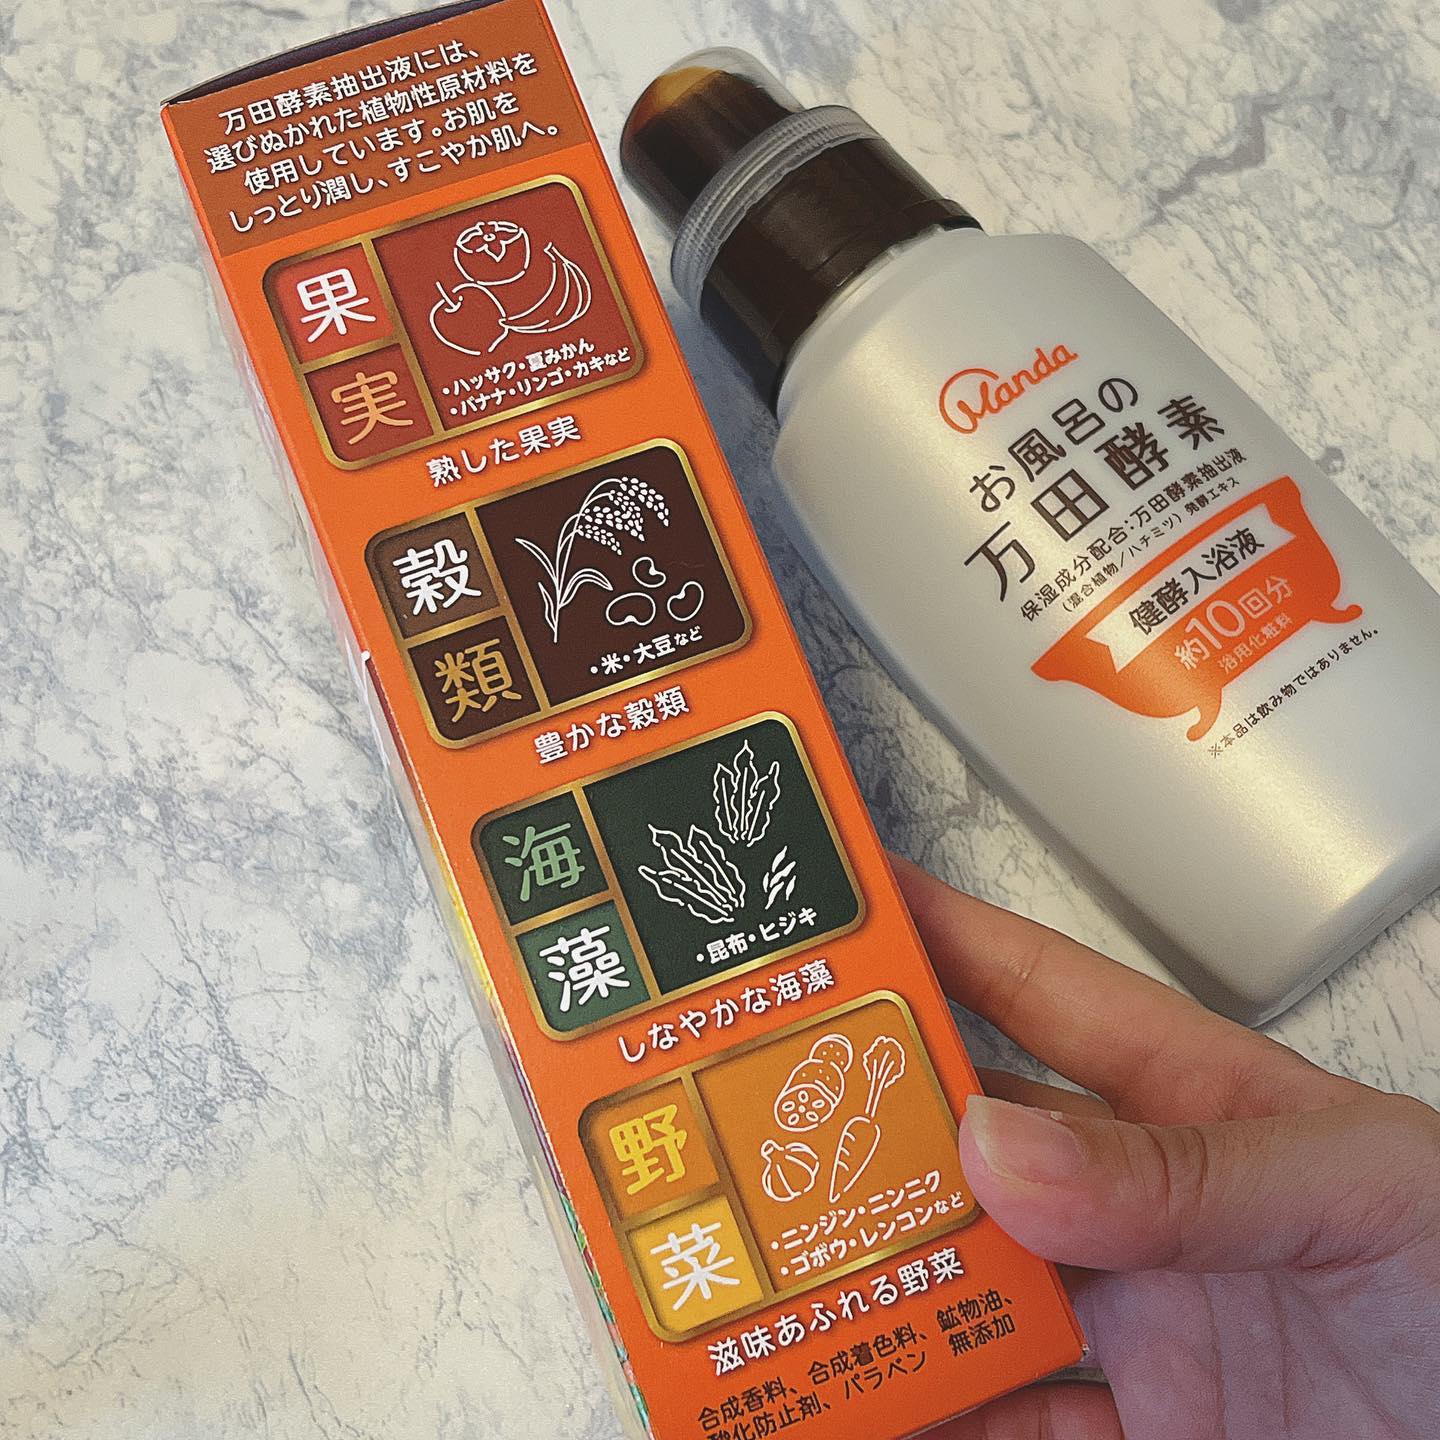 万田酵素抽出液には、
選びぬかれた植物性原材料を
使用しています。お肌を
しっとり潤し、すこやか肌へ。
果実
・ハッサク・夏みかん
・バナナ・リンゴ・カキなど
熟した果実
穀類
・米・大豆など
豊かな穀類
海藻
・昆布・ヒジキ
しなやかな海藻
野菜
・ニンジン・ニンニク
・ゴボウ・レンコンなど
滋味あふれる野菜
合成香料、合成着色料、鉱物油、
酸化防止剤、パラベン 無添加
Manda
お風呂の
万田酵素
保湿成分配合:万田酵素抽出液
(混合植物/ハチミツ)発酵エキス
健酵入浴液
約10回分
浴用化粧料
※本品は飲み物ではありません。